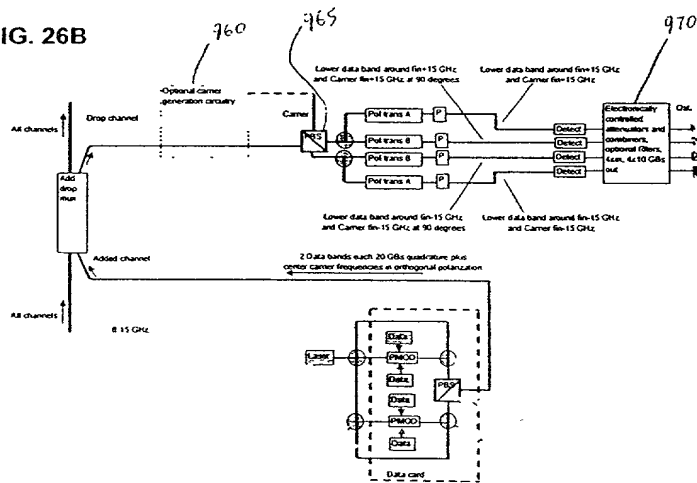 IG. 26B
960
965
970
Optional carrier
generation circuitry
Carrier
Lower data band around fin+15 GHz
and Carrier fin+15 GHz at 90 degrees
Lower data band around fin+15 GHz
and Carrier fin+15 GHz
All channels
Drop channel
PBS
Pol trans A
P
Pol trans B
P
Pol trans B
P
Pol trans A
P
Detect
Detect
Detect
Detect
Electronically
controlled
attenuators and
combiners,
optional filters,
4x10 GBs
out
Add
drop
mux
Lower data band around fin-15 GHz
and Carrier fin-15 GHz at 90 degrees
Lower data band around fin-15 GHz
and Carrier fin-15 GHz
Added channel
2 Data bands each 20 GBs quadrature plus
center carrier frequencies in orthogonal polarization
All channels
15 GHz
Laser
Data
PMOD
Data
PBS
Data
PMOD
Data
Data card